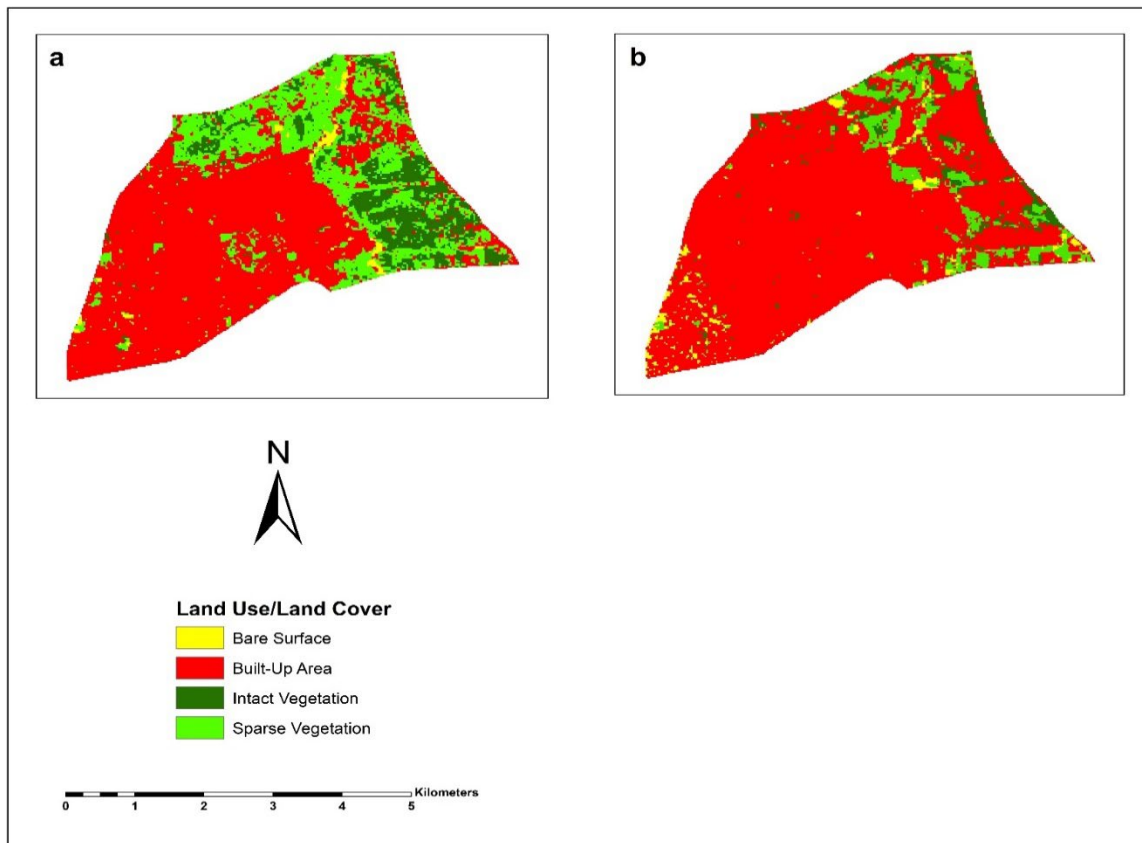 a
b
N
Land Use/Land Cover
Bare Surface
Built-Up Area
Intact Vegetation
Sparse Vegetation
Kilometers
0 1 2 3 4 5